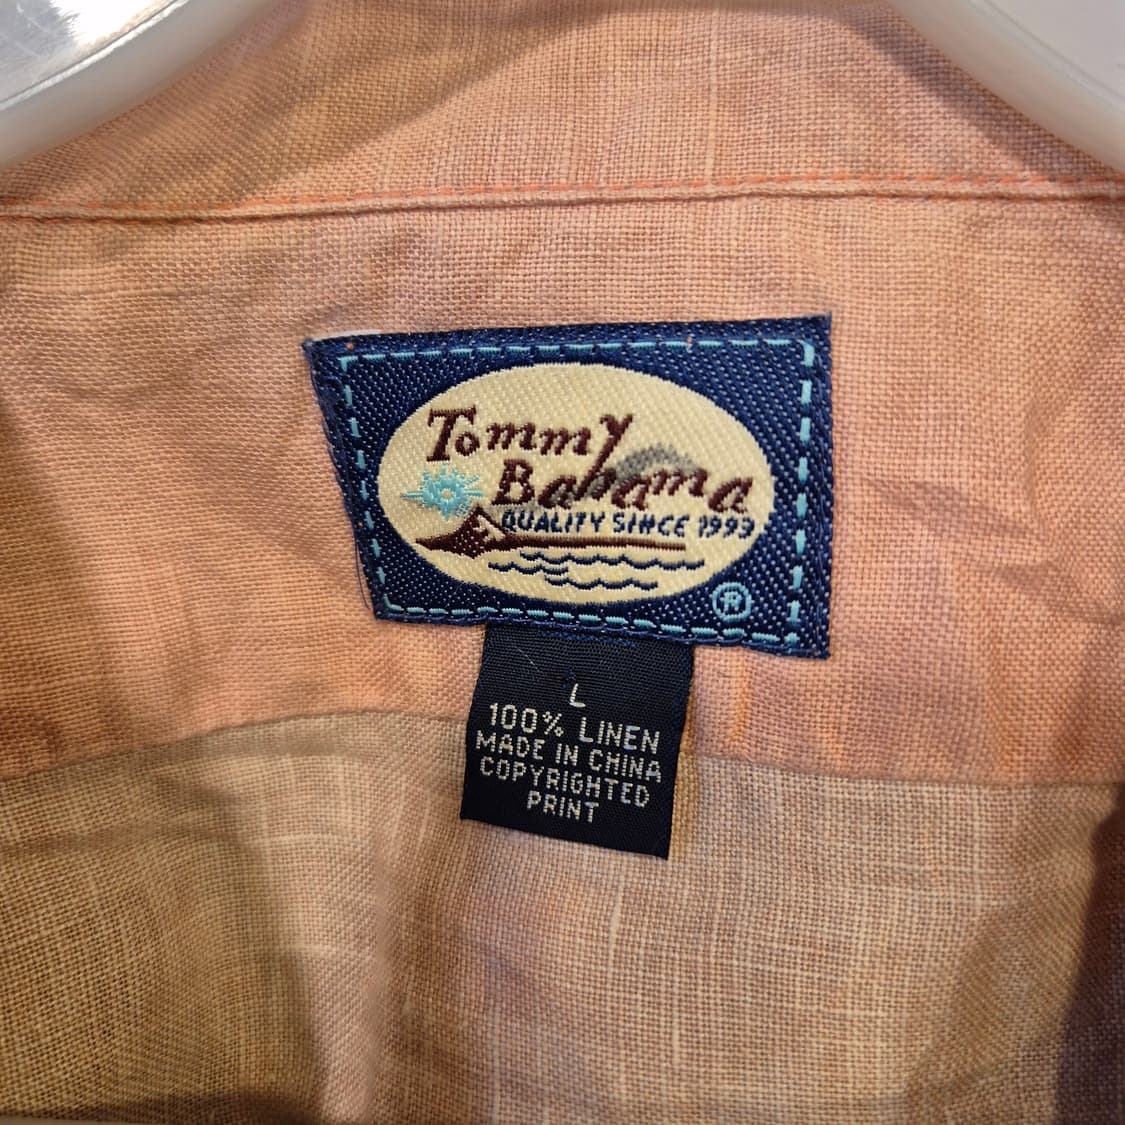 Tommy
Bahama
QUALITY SINCE 1993
®
L
100% LINEN
MADE IN CHINA
COPYRIGHTED
PRINT